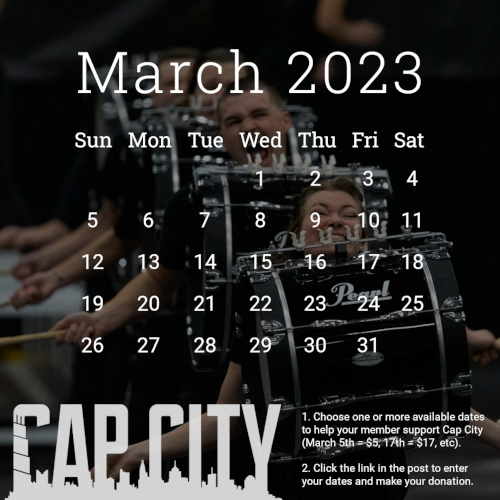 March 2023
Sun Mon Tue Wed Thu Fri Sat
1 2 3 4
5 6 7 8 9 10 11
12 13 14 15 16 17 18
19 20 21 22 23 24 25
26 27 28 29 30 31
Pearl
CAP CITY
1. Choose one or more available dates
to help your member support Cap City
(March 5th = $5, 17th = $17, etc).
2. Click the link in the post to enter
your dates and make your donation.